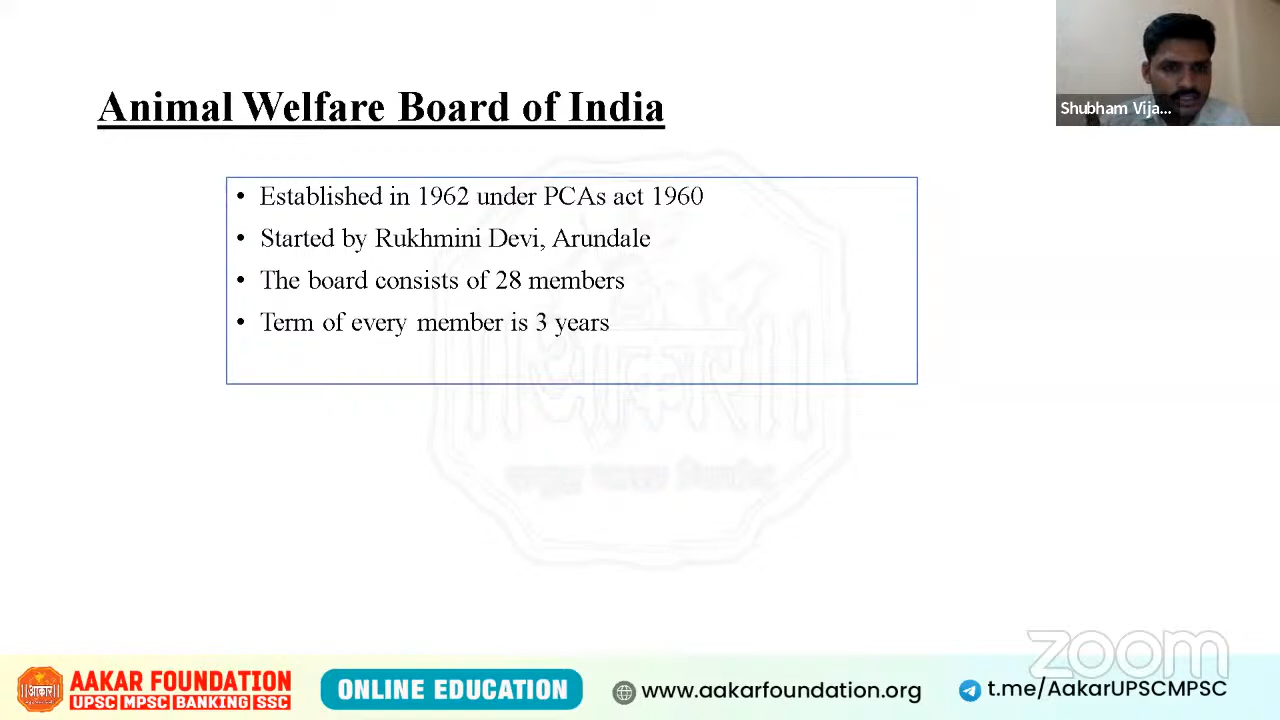 Shubham Vija...
Animal Welfare Board of India
• Established in 1962 under PCAs act 1960
• Started by Rukhmini Devi, Arundale
• The board consists of 28 members
• Term of every member is 3 years
॥आकार॥
zoom
॥आकार॥
AAKAR FOUNDATION
UPSC MPSC BANKING SSC
ONLINE EDUCATION
www.aakarfoundation.org
t.me/AakarUPSCMPSC